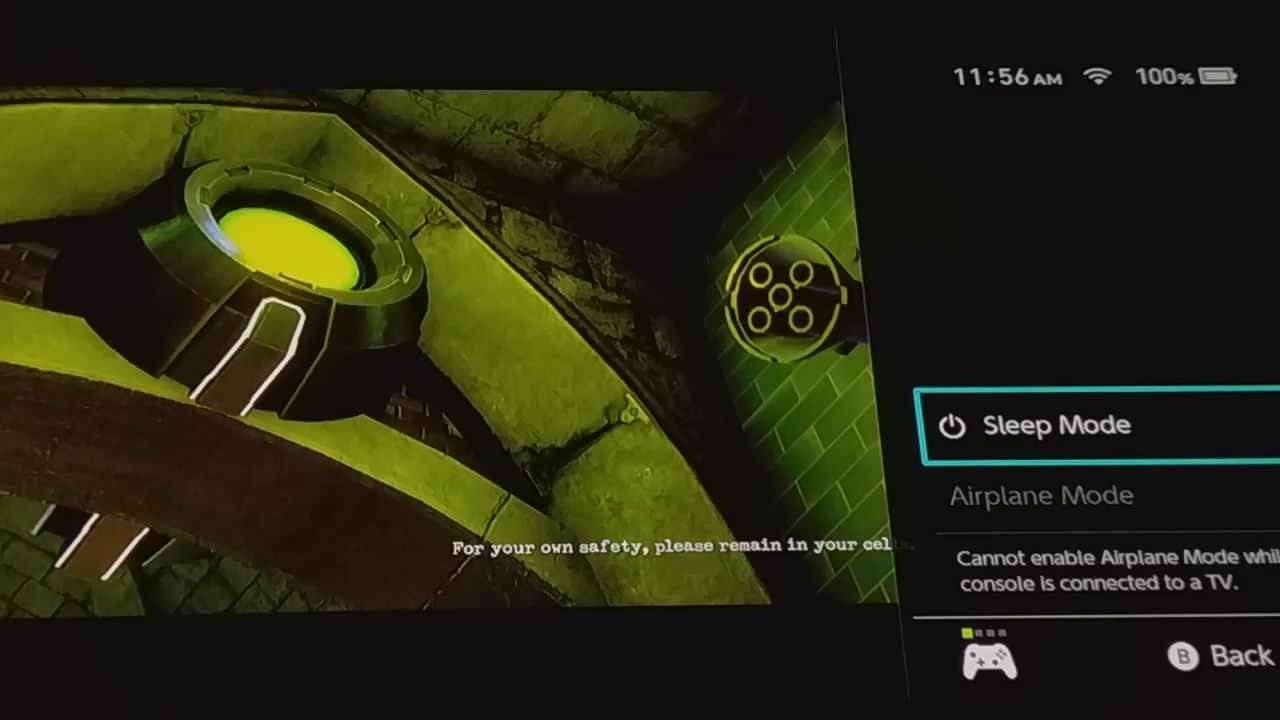 11:56 AM 100%
Sleep Mode
Airplane Mode
For your own safety, please remain in your cell.
Cannot enable Airplane Mode
console is connected to a TV.
B Back